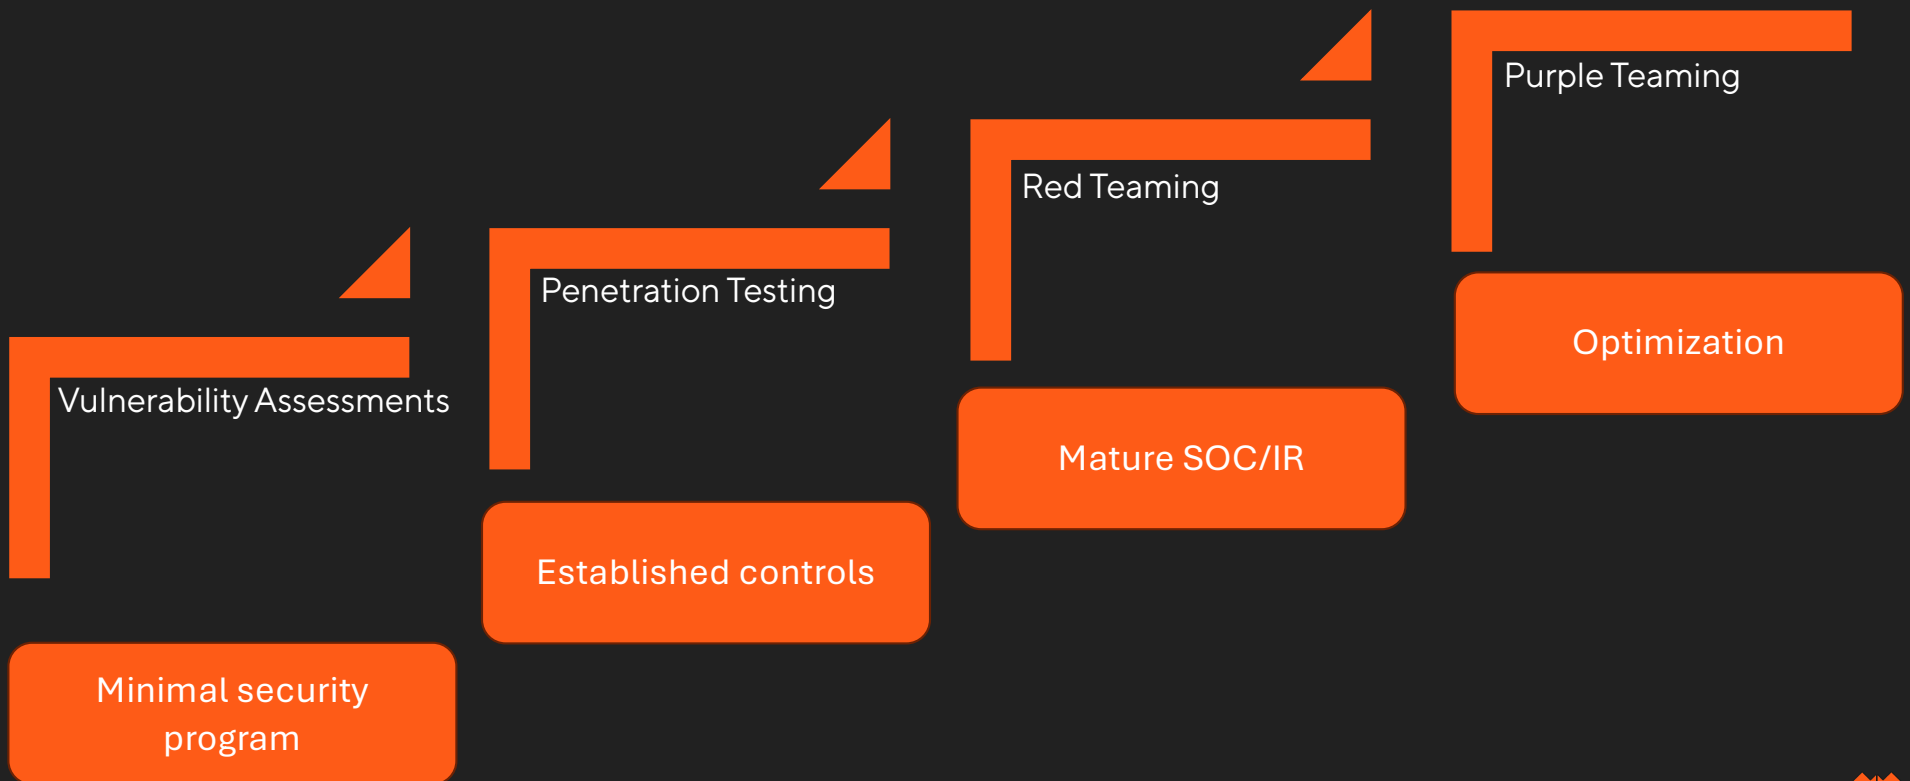 Vulnerability Assessments
Minimal security
program
Penetration Testing
Established controls
Red Teaming
Mature SOC/IR
Purple Teaming
Optimization